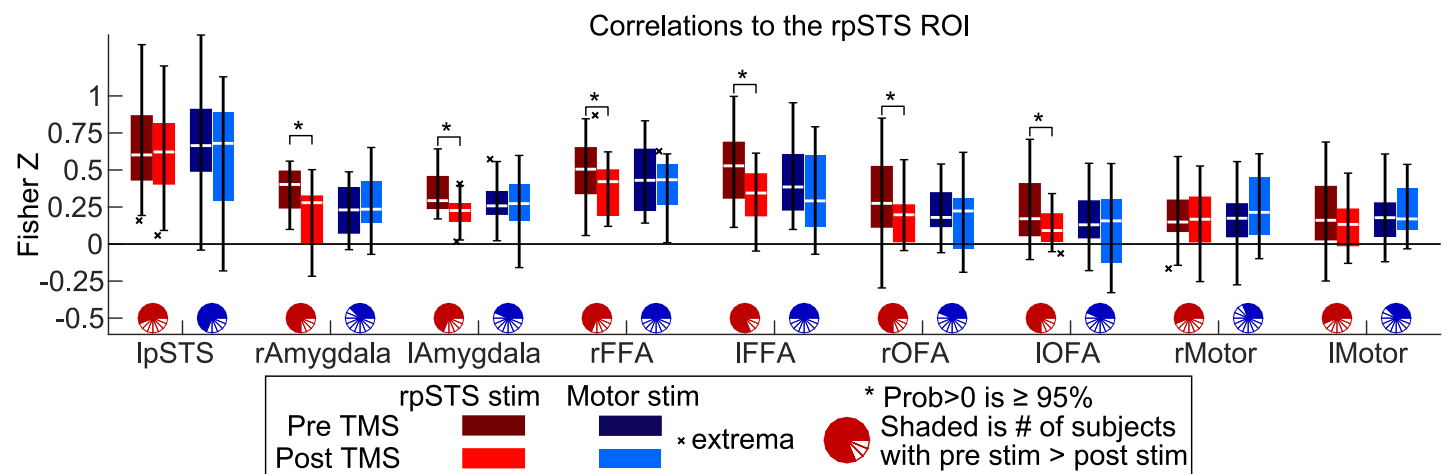 Correlations to the rpSTS ROI
Fisher Z
1
0.75
0.5
0.25
0
-0.25
-0.5
* * * * * * *
lpSTS rAmygdala lAmygdala rFFA lFFA rOFA lOFA rMotor lMotor
rpSTS stim Motor stim * Prob>0 is ≥ 95%
Pre TMS × extrema Shaded is # of subjects
Post TMS with pre stim > post stim